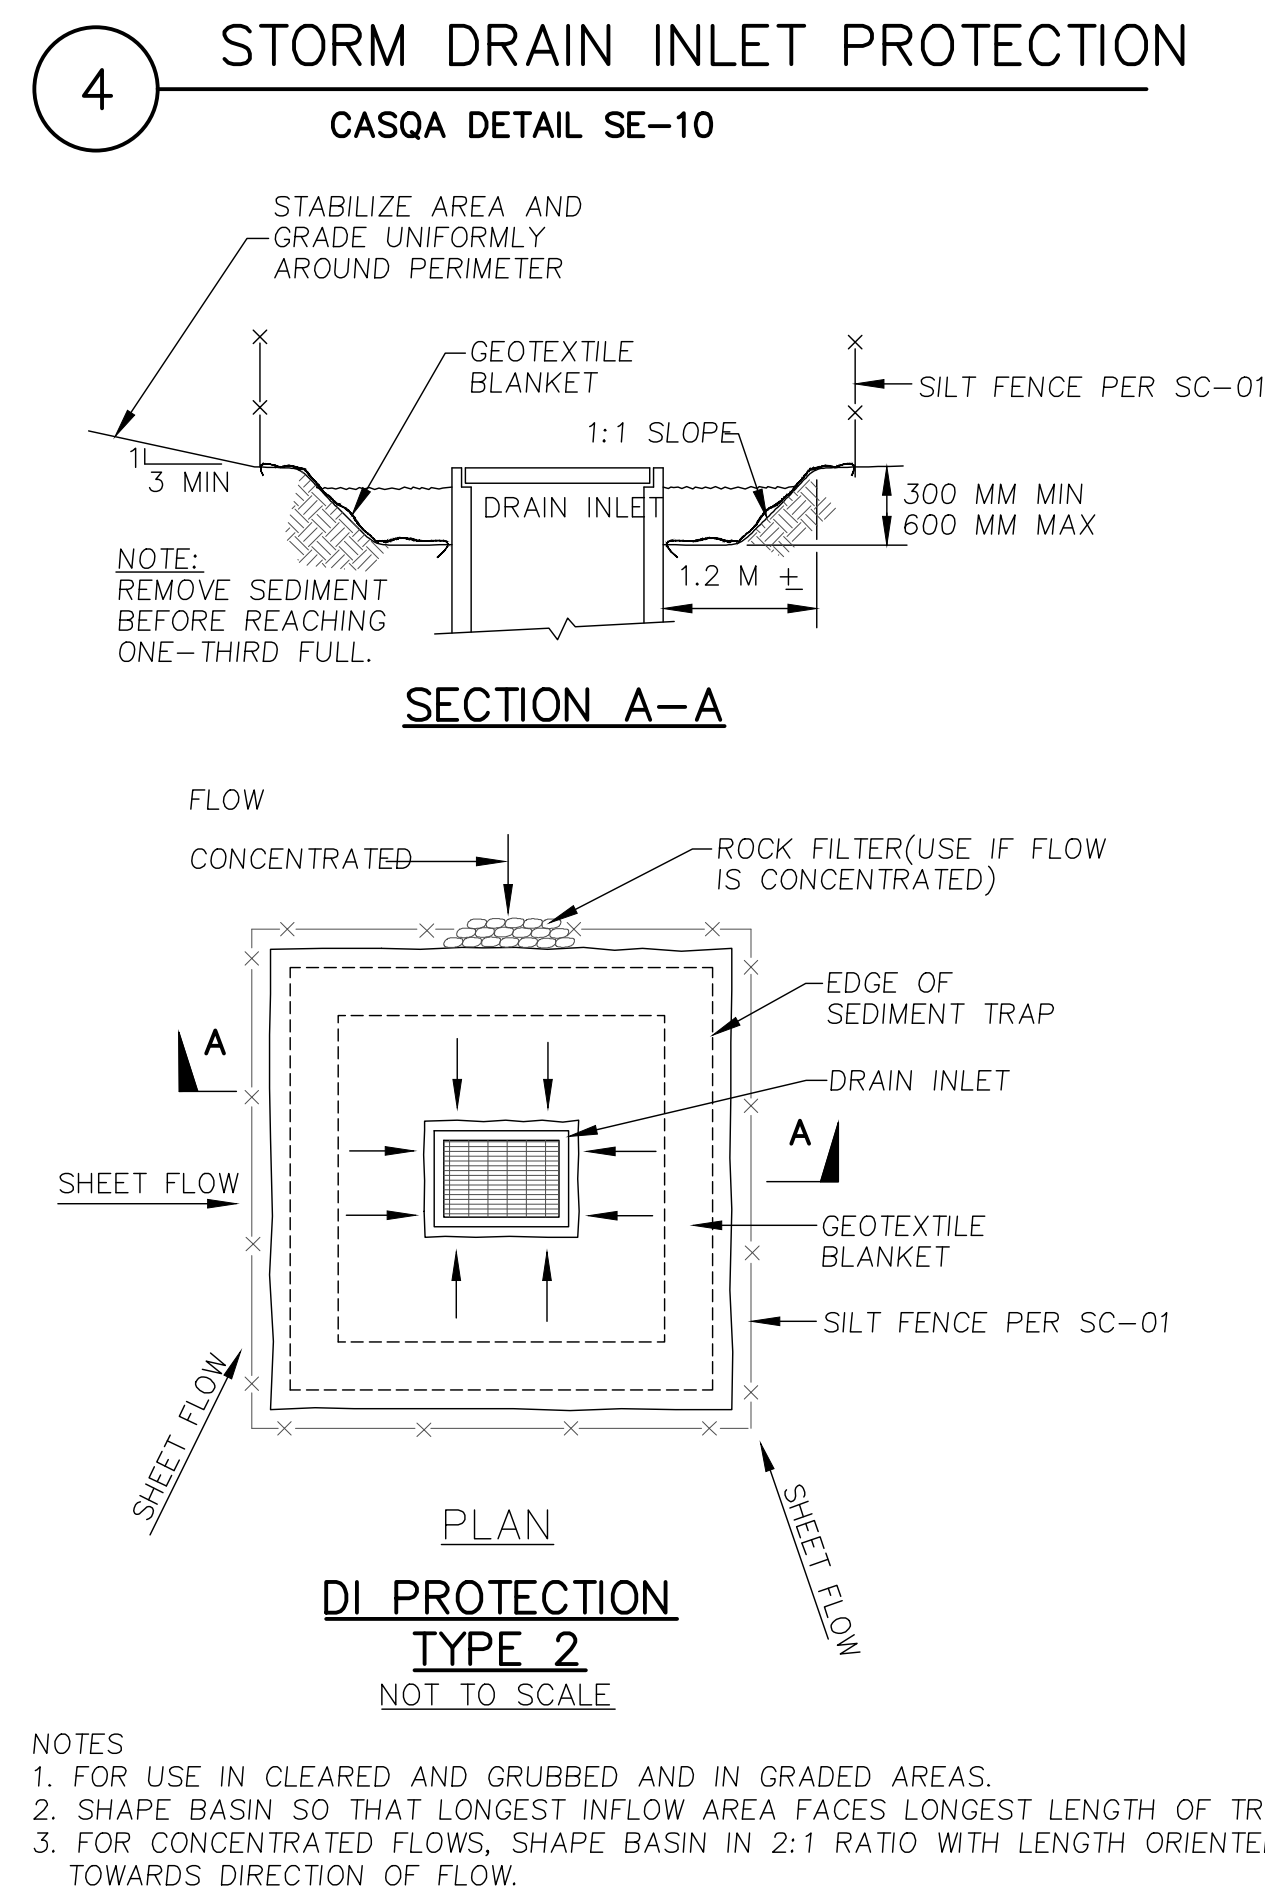 4
STORM DRAIN INLET PROTECTION
CASQA DETAIL SE-10
STABILIZE AREA AND
GRADE UNIFORMLY
AROUND PERIMETER
GEOTEXTILE
BLANKET
SILT FENCE PER SC-01
1:1 SLOPE
1
3 MIN
DRAIN INLET
300 MM MIN
600 MM MAX
1.2 M ±
NOTE:
REMOVE SEDIMENT
BEFORE REACHING
ONE-THIRD FULL.
SECTION A-A
FLOW
CONCENTRATED
ROCK FILTER(USE IF FLOW
IS CONCENTRATED)
EDGE OF
SEDIMENT TRAP
A
DRAIN INLET
A
SHEET FLOW
GEOTEXTILE
BLANKET
SILT FENCE PER SC-01
SHEET FLOW
SHEET FLOW
PLAN
DI PROTECTION
TYPE 2
NOT TO SCALE
NOTES
1. FOR USE IN CLEARED AND GRUBBED AND IN GRADED AREAS.
2. SHAPE BASIN SO THAT LONGEST INFLOW AREA FACES LONGEST LENGTH OF TR
3. FOR CONCENTRATED FLOWS, SHAPE BASIN IN 2:1 RATIO WITH LENGTH ORIENTE
TOWARDS DIRECTION OF FLOW.